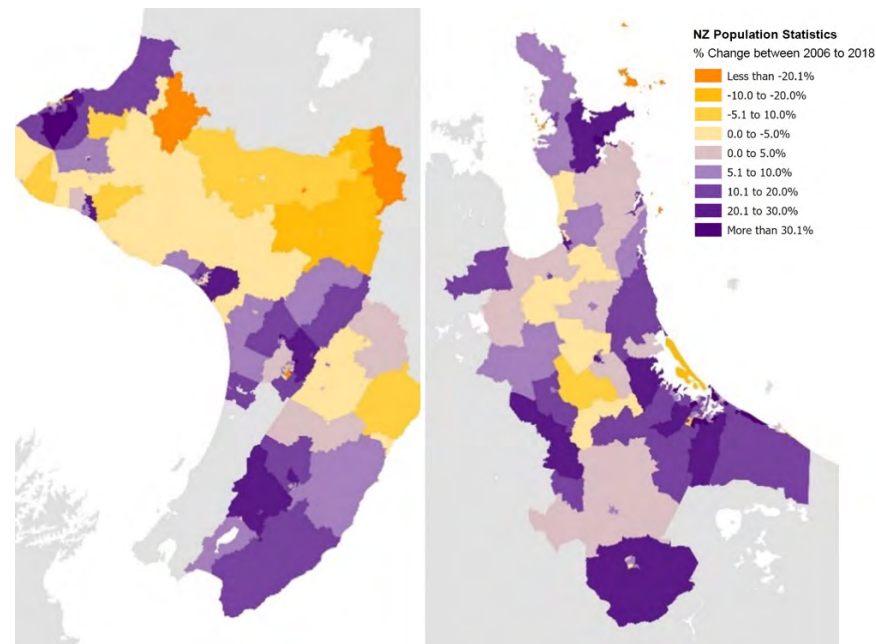 NZ Population Statistics
% Change between 2006 to 2018
Less than -20.1%
-10.0 to -20.0%
-5.1 to 10.0%
0.0 to -5.0%
0.0 to 5.0%
5.1 to 10.0%
10.1 to 20.0%
20.1 to 30.0%
More than 30.1%